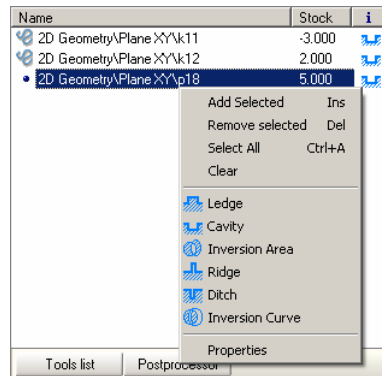 Name Stock i
2D Geometry\Plane XY\k11 -3.000
2D Geometry\Plane XY\k12 2.000
2D Geometry\Plane XY\p18 5.000
Add Selected Ins
Remove selected Del
Select All Ctrl+A
Clear
Ledge
Cavity
Inversion Area
Ridge
Ditch
Inversion Curve
Properties
Tools list Postprocessor